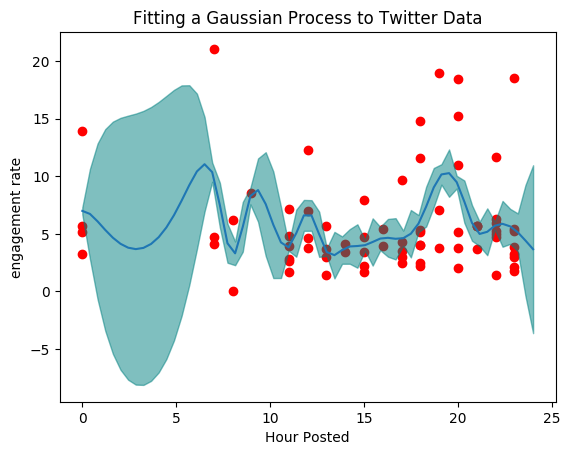 Fitting a Gaussian Process to Twitter Data
20
15
10
5
0
−5
engagement rate
0 5 10 15 20 25
Hour Posted